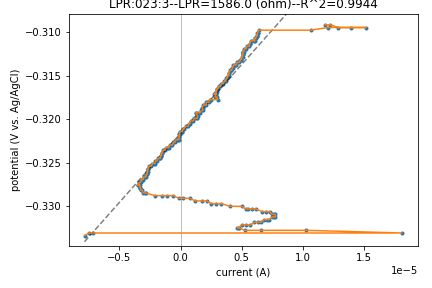 LPR:023:3--LPR=1586.0 (ohm)--R^2=0.9944
potential (V vs. Ag/AgCl)
−0.310
−0.315
−0.320
−0.325
−0.330
−0.5
0.0
0.5
1.0
1.5
1e−5
current (A)